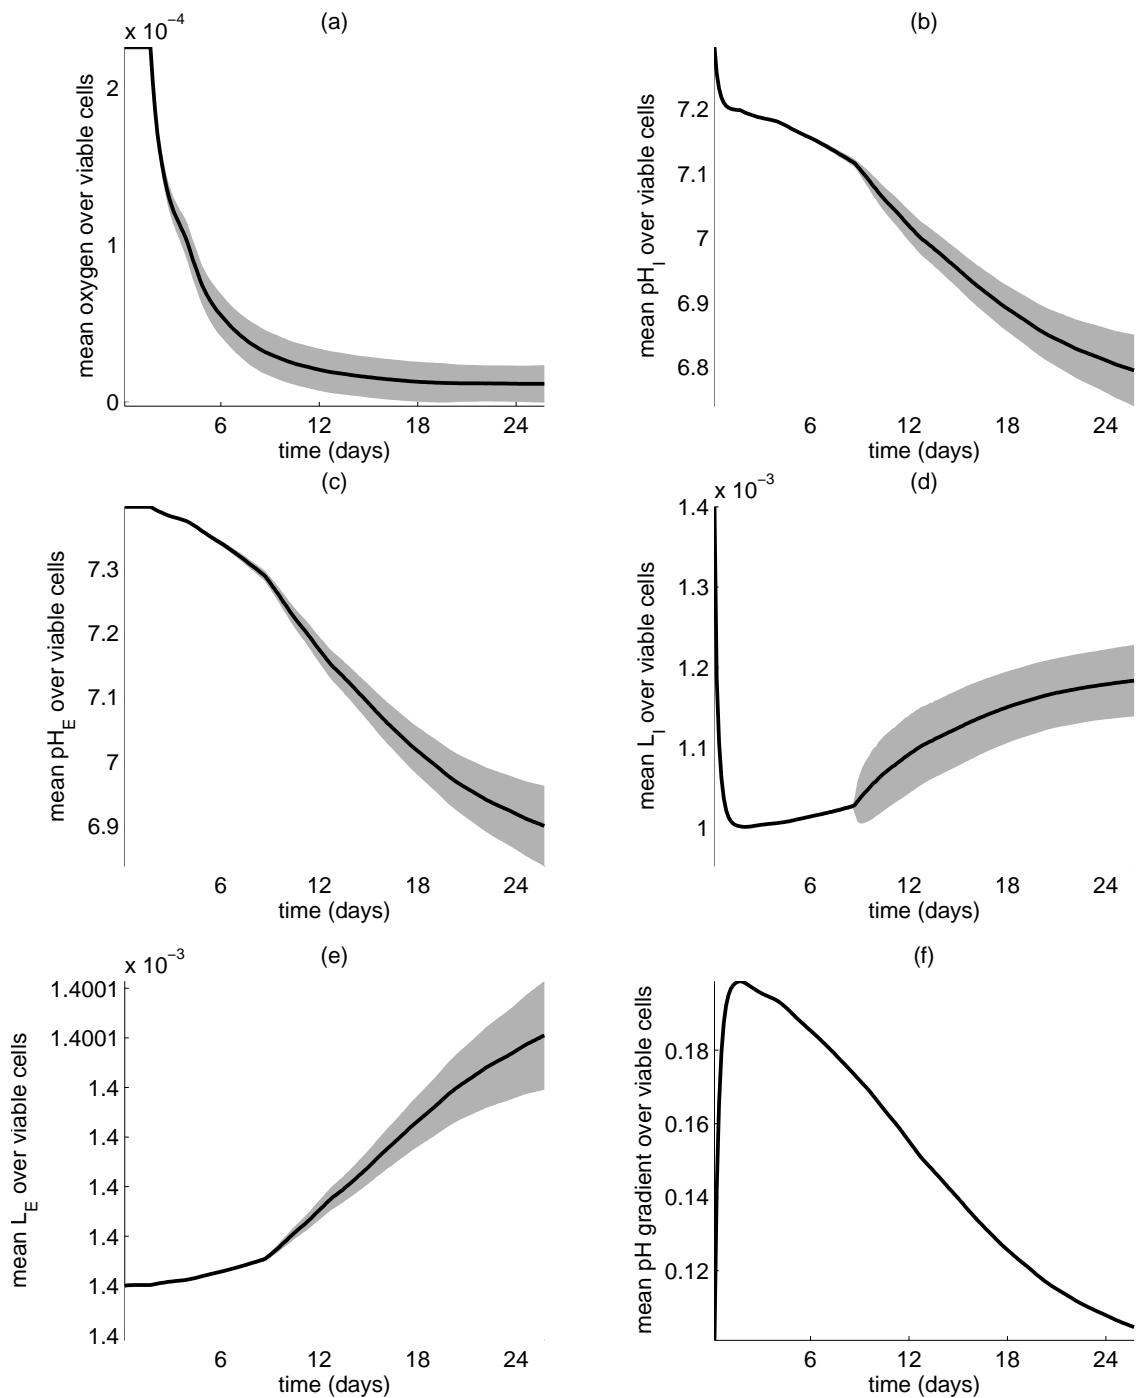 (a)
x 10⁻⁴
2
1
0
mean oxygen over viable cells
6 12 18 24
time (days)
(b)
7.2
7.1
7
6.9
6.8
mean pH_I over viable cells
6 12 18 24
time (days)
(c)
7.3
7.2
7.1
7
6.9
mean pH_E over viable cells
6 12 18 24
time (days)
(d)
x 10⁻³
1.4
1.3
1.2
1.1
1
mean L_I over viable cells
6 12 18 24
time (days)
(e)
x 10⁻³
1.4001
1.4001
1.4
1.4
1.4
1.4
1.4
1.4
mean L_E over viable cells
6 12 18 24
time (days)
(f)
0.18
0.16
0.14
0.12
mean pH gradient over viable cells
6 12 18 24
time (days)